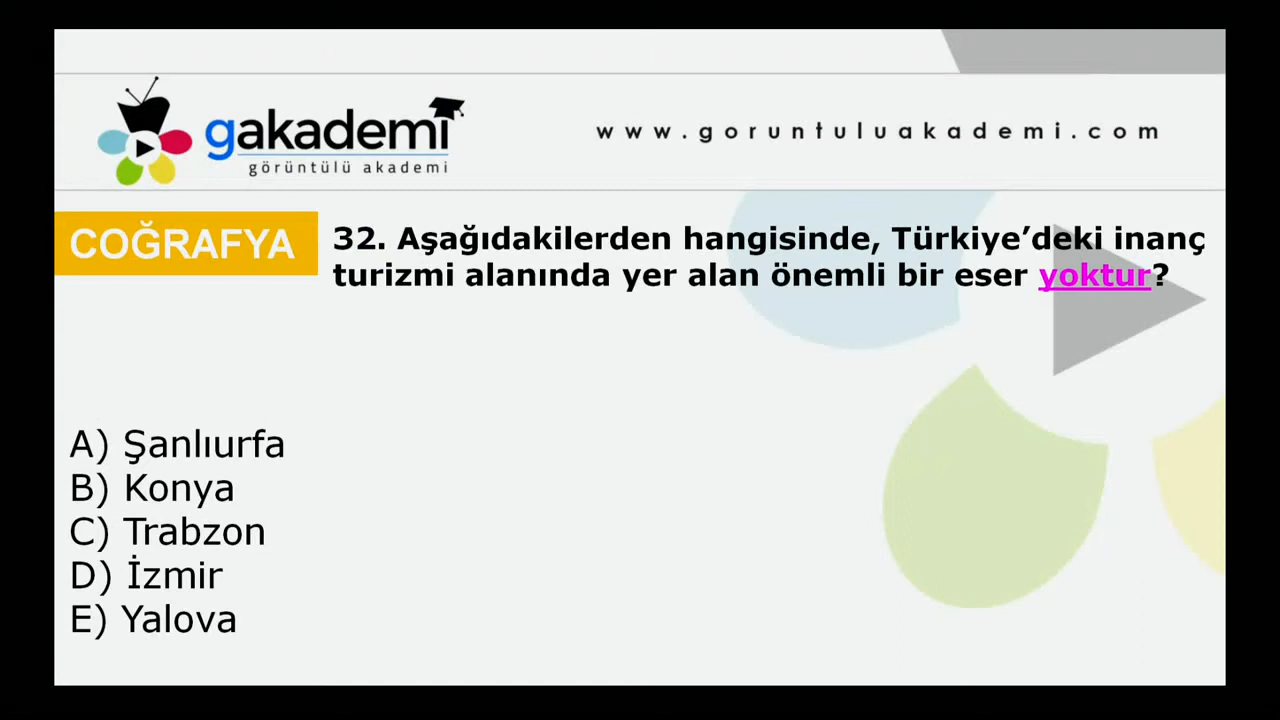 gakademi
görüntülü akademi
www.goruntuluakademi.com
COĞRAFYA
32. Aşağıdakilerden hangisinde, Türkiye’deki inanç
turizmi alanında yer alan önemli bir eser yoktur?
A) Şanlıurfa
B) Konya
C) Trabzon
D) İzmir
E) Yalova